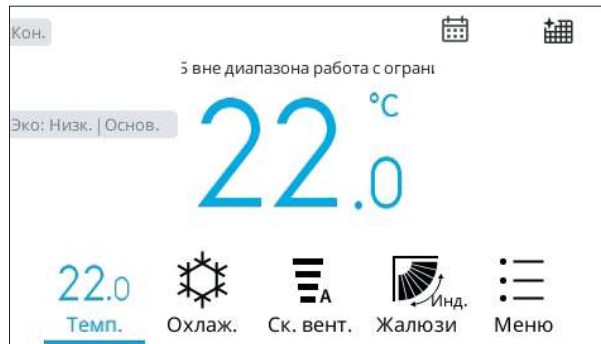 Кон.
5 вне диапазона работа с
Эко: Низк. | Основ.
22.0 °C
22.0
A
Инд.
Темп.
Охлаж.
Ск. вент.
Жалюзи
Меню